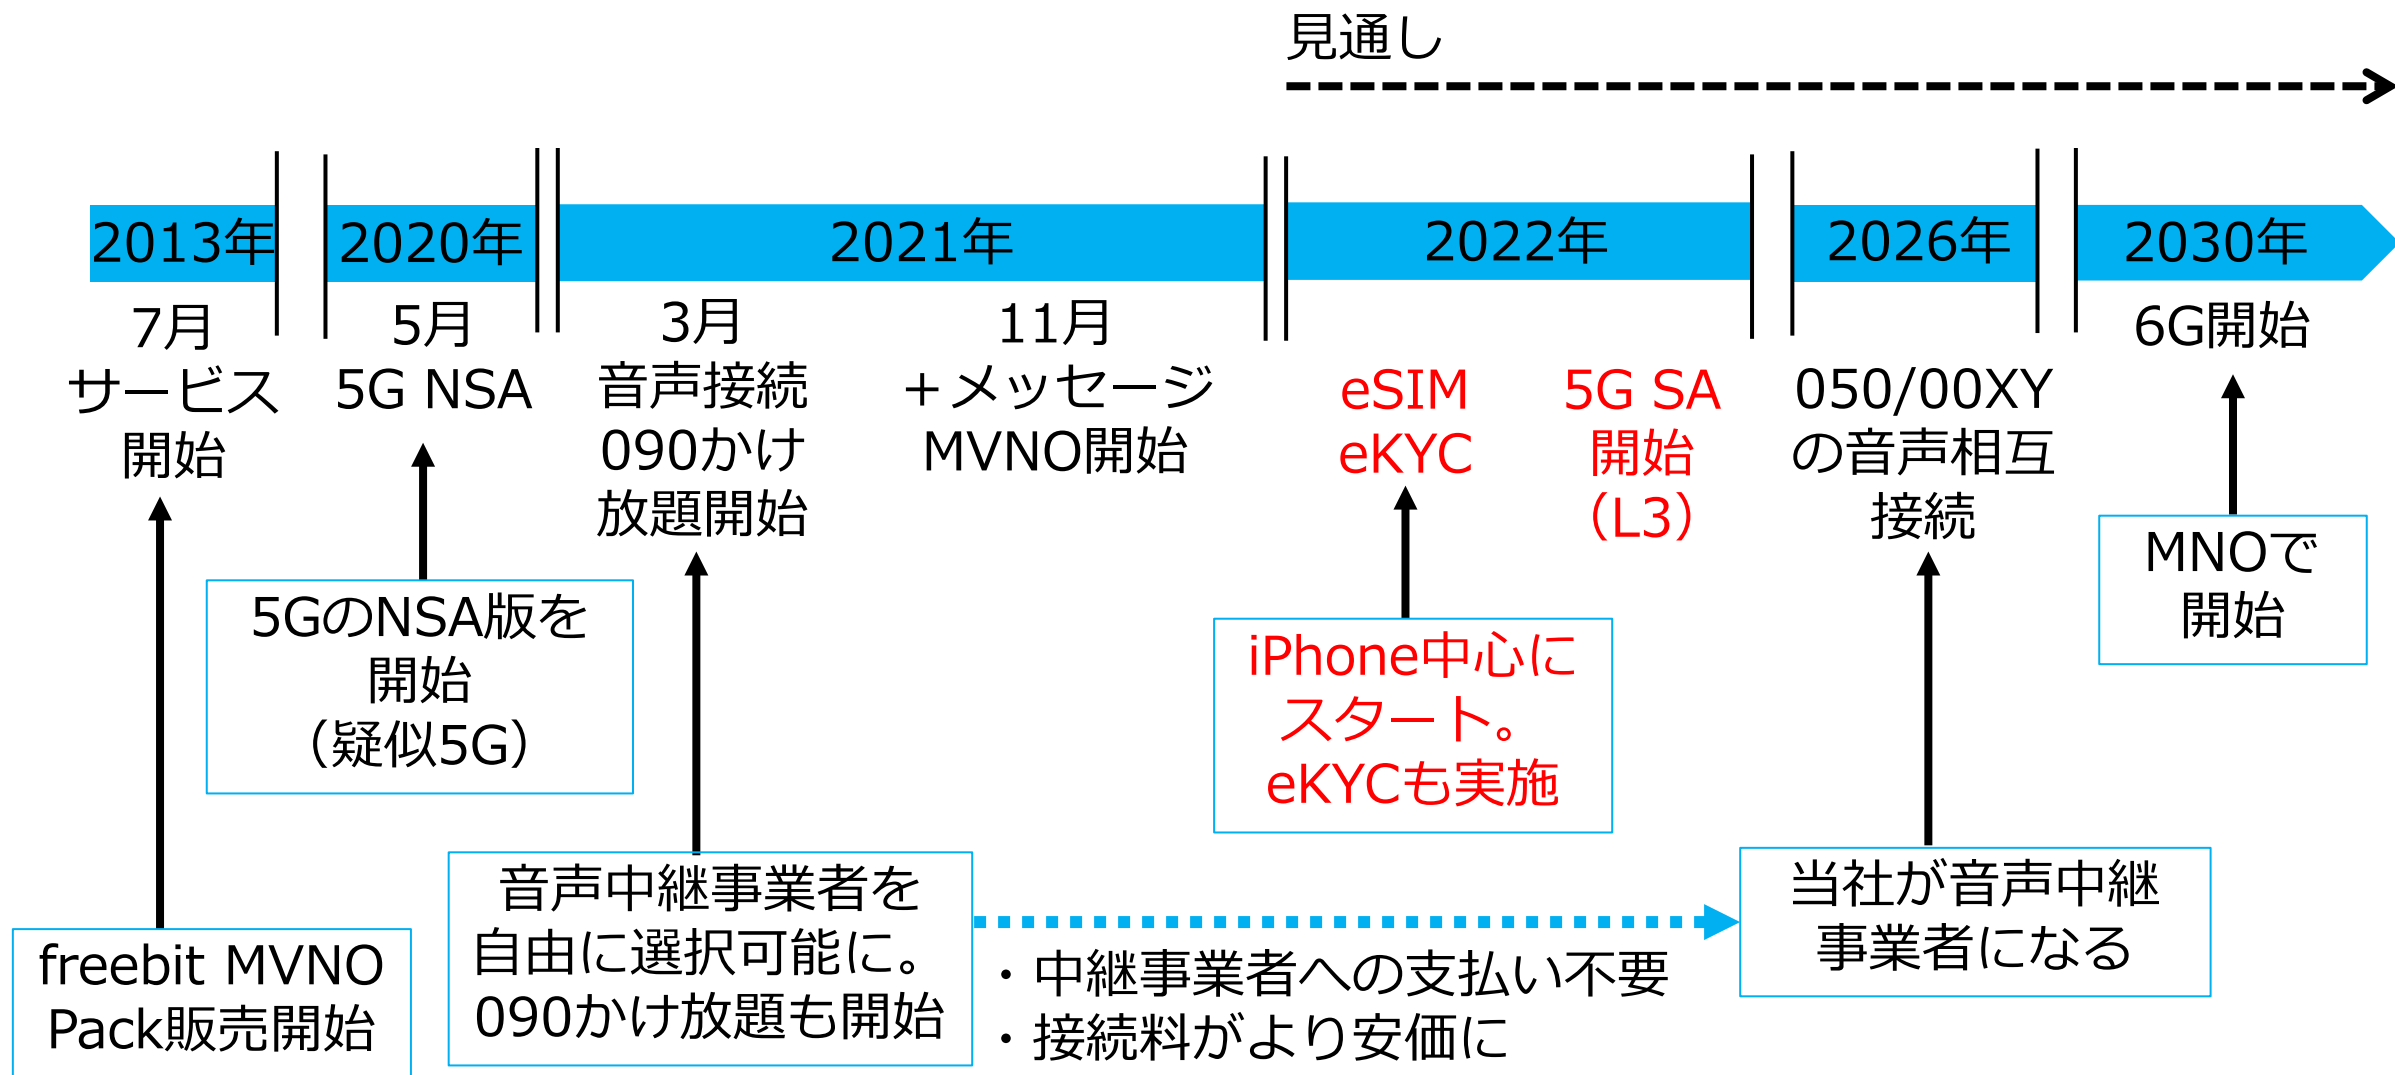 見通し
2013年
2020年
2021年
2022年
2026年
2030年
7月
サービス
開始
5月
5G NSA
3月
音声接続
090かけ
放題開始
11月
+メッセージ
MVNO開始
eSIM
eKYC
5G SA
開始
(L3)
050/00XY
の音声相互
接続
6G開始
5GのNSA版を
開始
(疑似5G)
iPhone中心に
スタート。
eKYCも実施
MNOで
開始
freebit MVNO
Pack販売開始
音声中継事業者を
自由に選択可能に。
090かけ放題も開始
・中継事業者への支払い不要
・接続料がより安価に
当社が音声中継
事業者になる